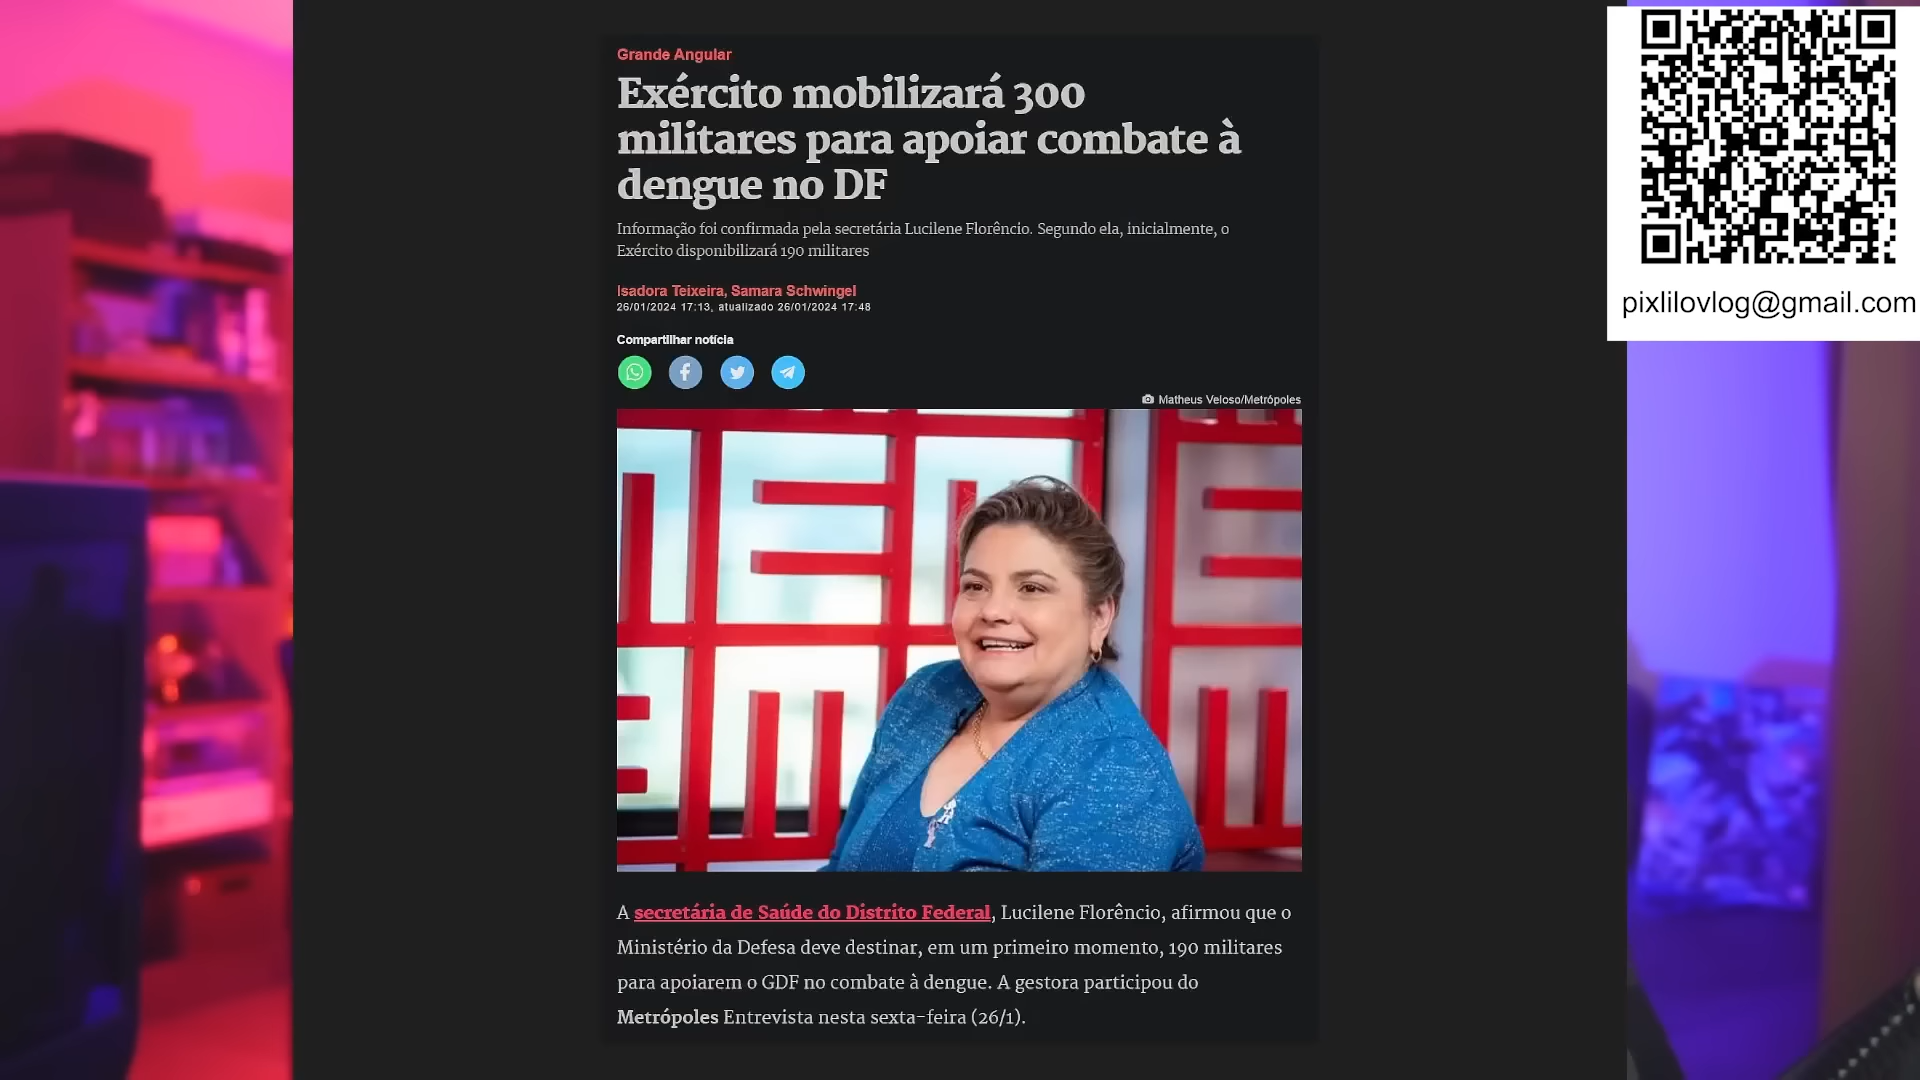 Grande Angular
Exército mobilizará 300
militares para apoiar combate à
dengue no DF
Informação foi confirmada pela secretária Lucilene Florêncio. Segundo ela, inicialmente, o
Exército disponibilizará 190 militares
Isadora Teixeira, Samara Schwingel
26/01/2024 17:13, atualizado 26/01/2024 17:48
Compartilhar notícia
Matheus Veloso/Metrópoles
A secretária de Saúde do Distrito Federal, Lucilene Florêncio, afirmou que o
Ministério da Defesa deve destinar, em um primeiro momento, 190 militares
para apoiarem o GDF no combate à dengue. A gestora participou do
Metrópoles Entrevista nesta sexta-feira (26/1).
pixlilovlog@gmail.com